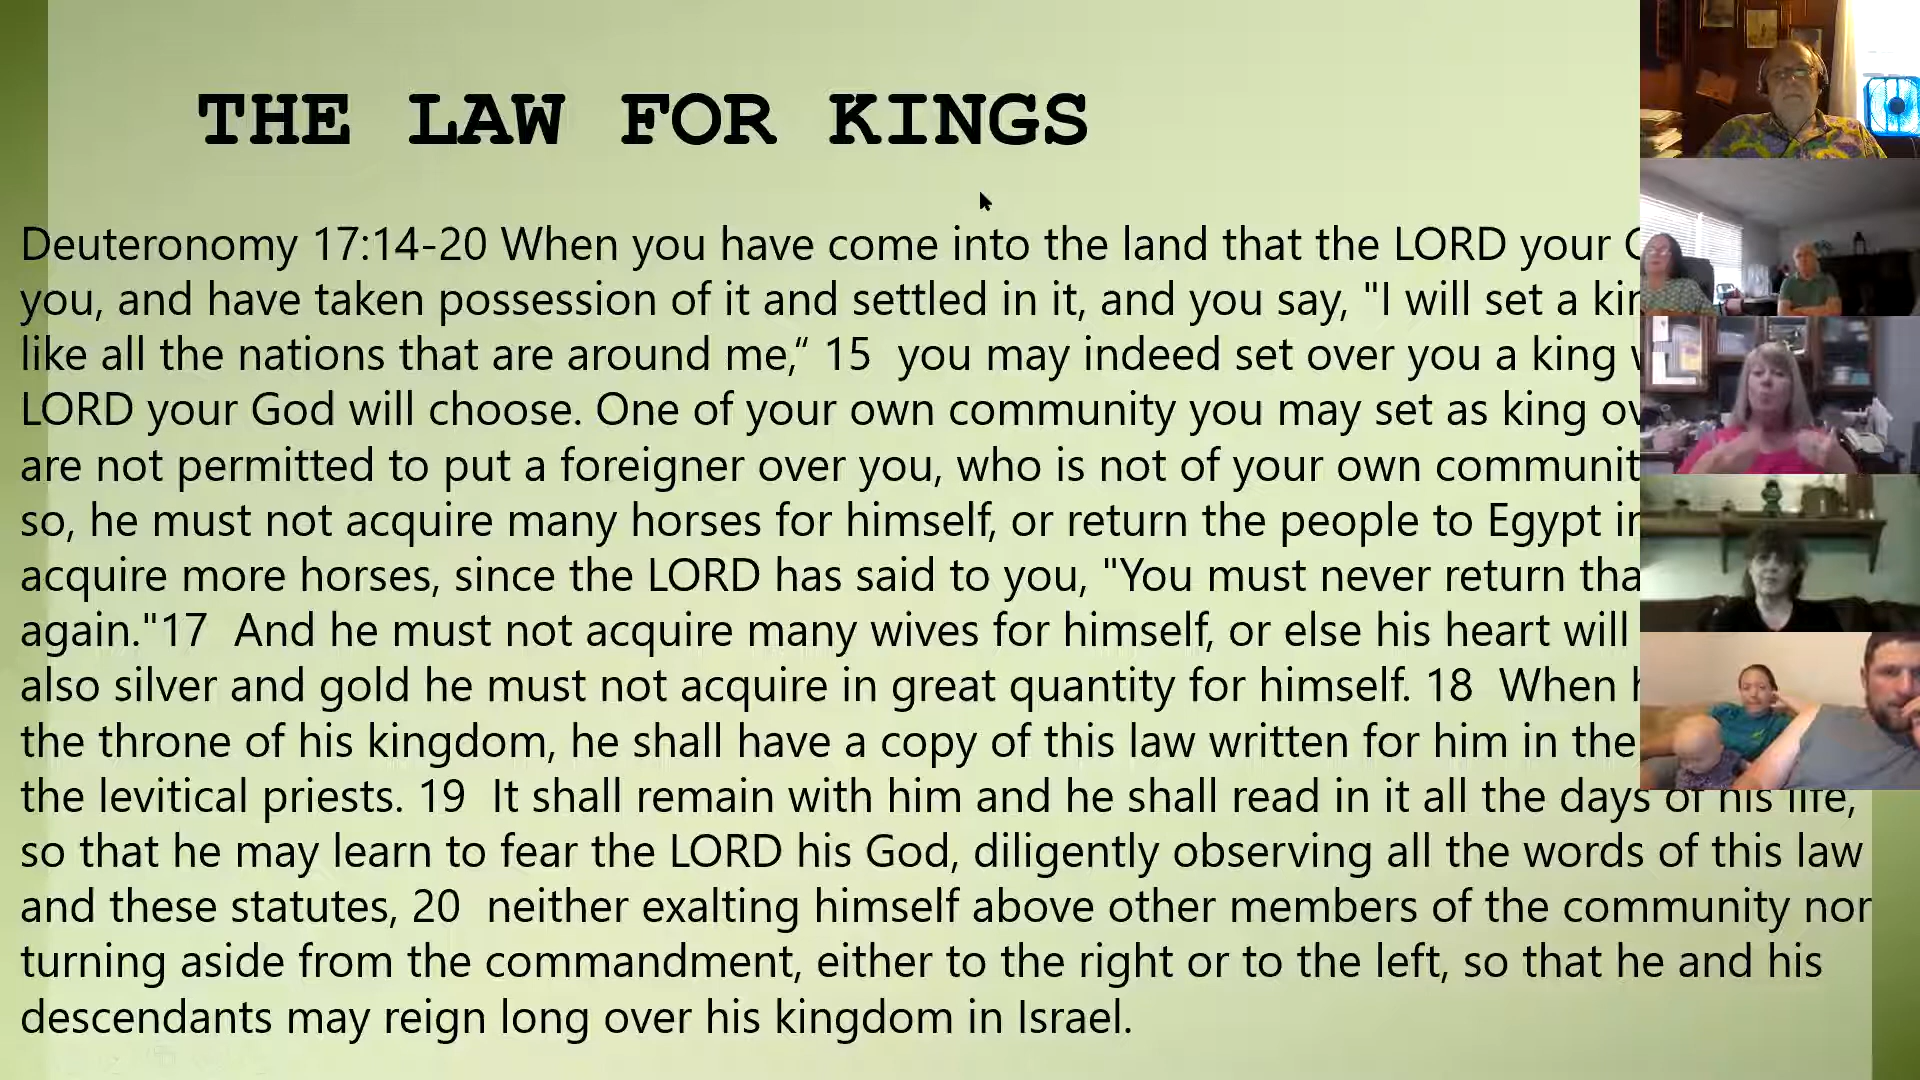 THE LAW FOR KINGS
Deuteronomy 17:14-20 When you have come into the land that the LORD your
you, and have taken possession of it and settled in it, and you say, "I will set a
like all the nations that are around me,“ 15 you may indeed set over you a king
LORD your God will choose. One of your own community you may set as king
are not permitted to put a foreigner over you, who is not of your own
so, he must not acquire many horses for himself, or return the people to Egypt
acquire more horses, since the LORD has said to you, "You must never return
again."17 And he must not acquire many wives for himself, or else his heart will
also silver and gold he must not acquire in great quantity for himself. 18 When
the throne of his kingdom, he shall have a copy of this law written for him in the
the levitical priests. 19 It shall remain with him and he shall read in it all the days of his life,
so that he may learn to fear the LORD his God, diligently observing all the words of this law
and these statutes, 20 neither exalting himself above other members of the community nor
turning aside from the commandment, either to the right or to the left, so that he and his
descendants may reign long over his kingdom in Israel.